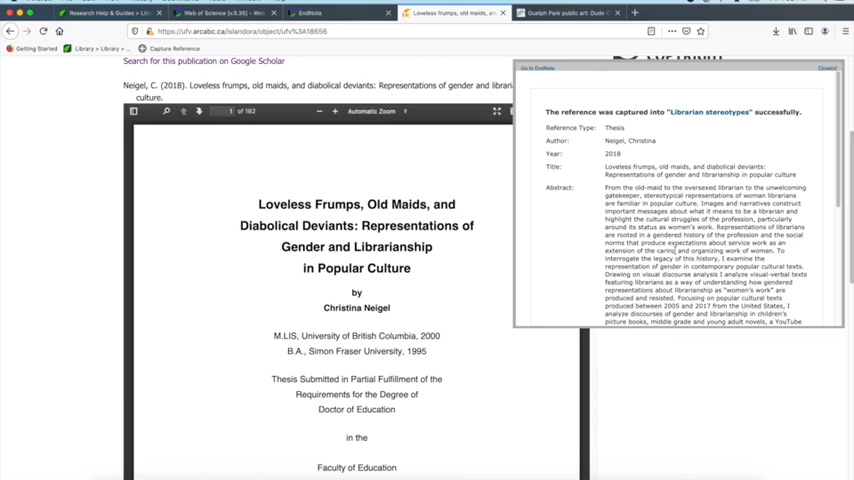 Research Help & Guides > Libr
Web of Science [v.5.35] - Web
EndNote
Loveless frumps, old maids, and
Guelph Park public art: Dude C
https://ufv.arcabc.ca/islandora/object/ufv%3A18656
Getting Started
Library > Library > ...
Capture Reference
Search for this publication on Google Scholar
Neigel, C. (2018). Loveless frumps, old maids, and diabolical deviants: Representations of gender and librari
culture.
1 of 182
Automatic Zoom
Loveless Frumps, Old Maids, and
Diabolical Deviants: Representations of
Gender and Librarianship
in Popular Culture
by
Christina Neigel
M.LIS, University of British Columbia, 2000
B.A., Simon Fraser University, 1995
Thesis Submitted in Partial Fulfillment of the
Requirements for the Degree of
Doctor of Education
in the
Faculty of Education
Go to EndNote
Close(x)
The reference was captured into "Librarian stereotypes" successfully.
Reference Type: Thesis
Author: Neigel, Christina
Year: 2018
Title: Loveless frumps, old maids, and diabolical deviants:
Representations of gender and librarianship in popular culture
Abstract: From the old-maid to the oversexed librarian to the unwelcoming
gatekeeper, stereotypical representations of woman librarians
are familiar in popular culture. Images and narratives construct
important messages about what it means to be a librarian and
highlight the cultural struggles of the profession, particularly
around its status as women's work. Representations of librarians
are rooted in a gendered history of the profession and the social
norms that produce expectations about service work as an
extension of the caring and organizing work of women. To
interrogate the legacy of this history, I examine the
representation of gender in contemporary popular cultural texts.
Drawing on visual discourse analysis I analyze visual-verbal texts
featuring librarians as a way of understanding how gendered
representations about librarianship as "women's work" are
produced and resisted. Focusing on popular cultural texts
produced between 2005 and 2017 from the United States, I
analyze discourses of gender and librarianship in children's
picture books, middle grade and young adult novels, a YouTube